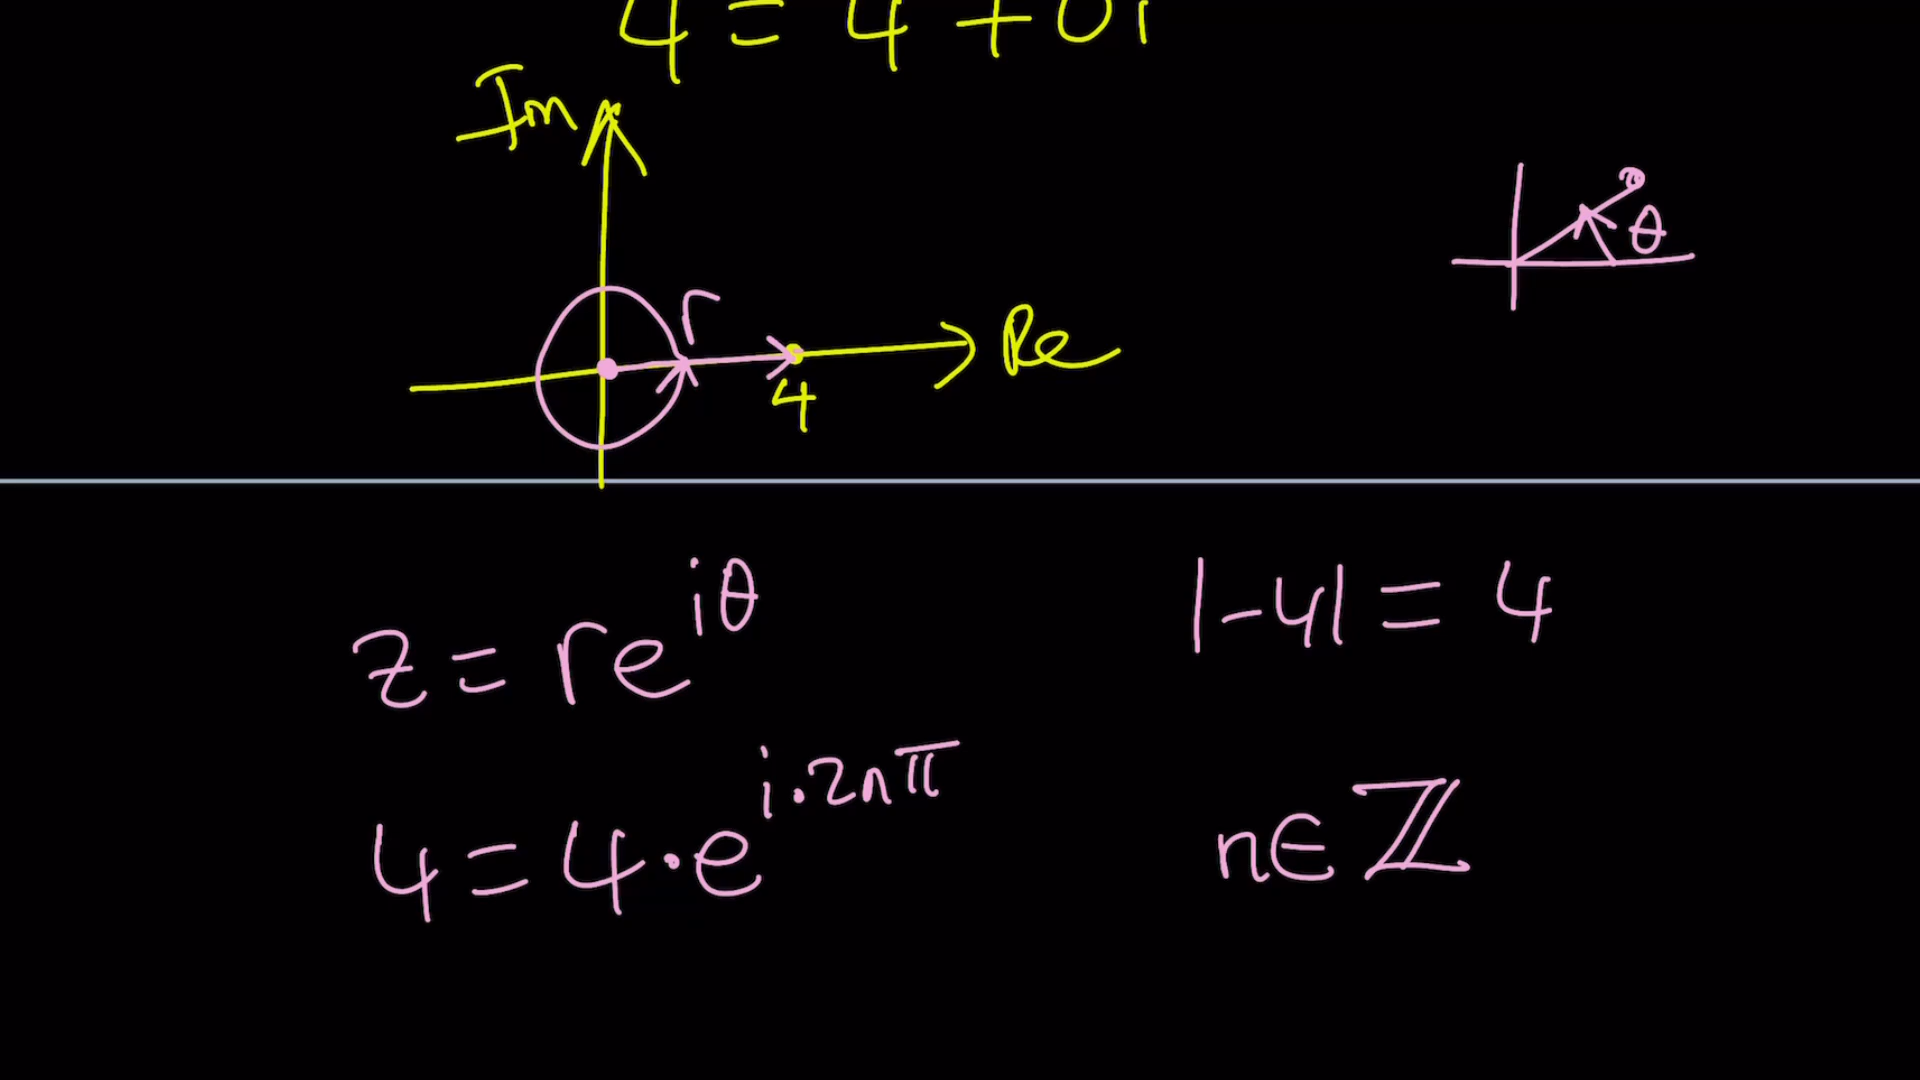 4 = 4 + 0i
Im
θ
r
Re
4
z = re^{iθ}
|-4| = 4
4 = 4 · e^{i·2nπ}
n ∈ ℤ